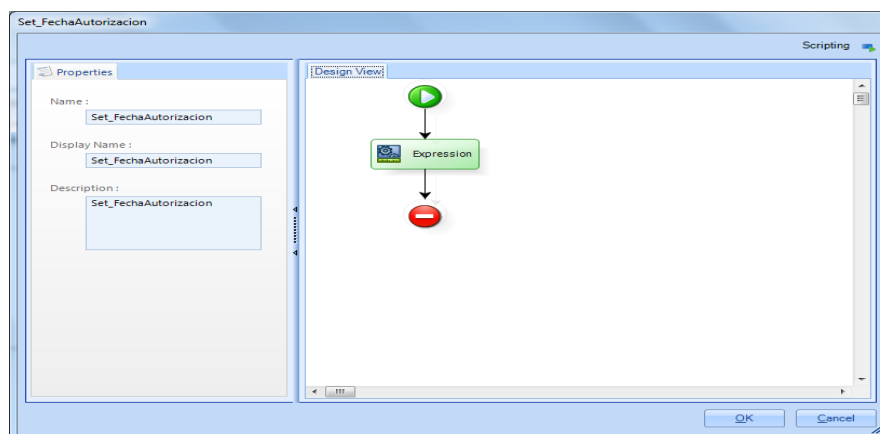 Set_FechaAutorizacion
Scripting
Properties
Name :
Set_FechaAutorizacion
Display Name :
Set_FechaAutorizacion
Description :
Set_FechaAutorizacion
Design View
Expression
OK
Cancel